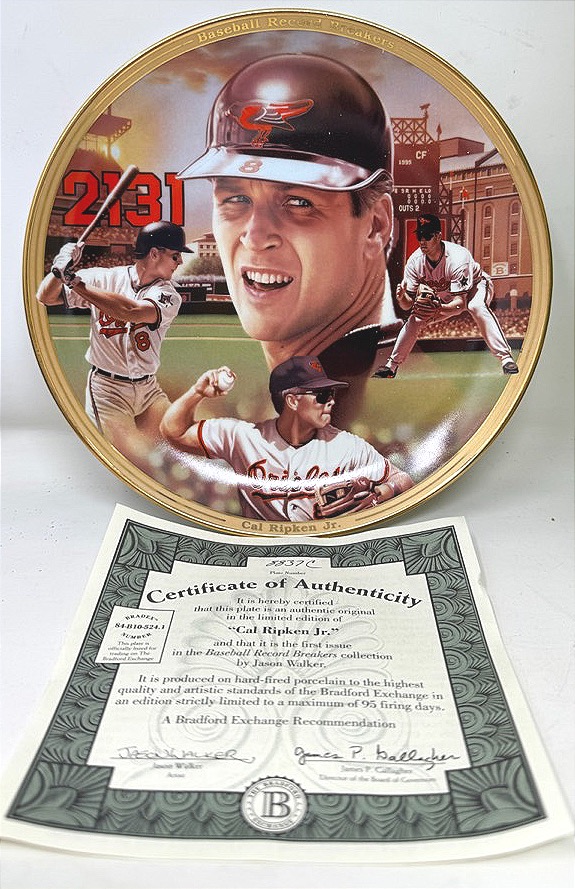 Baseball Record Breakers
2131
8
CF
1995
OUTS 2
8
Orioles
Cal Ripken Jr.
3337C
Plate Number
Certificate of Authenticity
It is hereby certified
that this plate is an authentic original
in the limited edition of
"Cal Ripken Jr."
and that it is the first issue
in the Baseball Record Breakers collection
by Jason Walker.
BRADEX
84-B10-524.1
NUMBER
This plate is
officially listed for
trading on The
Bradford Exchange
It is produced on hard-fired porcelain to the highest
quality and artistic standards of the Bradford Exchange in
an edition strictly limited to a maximum of 95 firing days.
A Bradford Exchange Recommendation
Jason Walker
James P. Gallagher
Jason Walker
Artist
James P. Gallagher
Director of the Board of Governors
THE BRADFORD
B
EXCHANGE